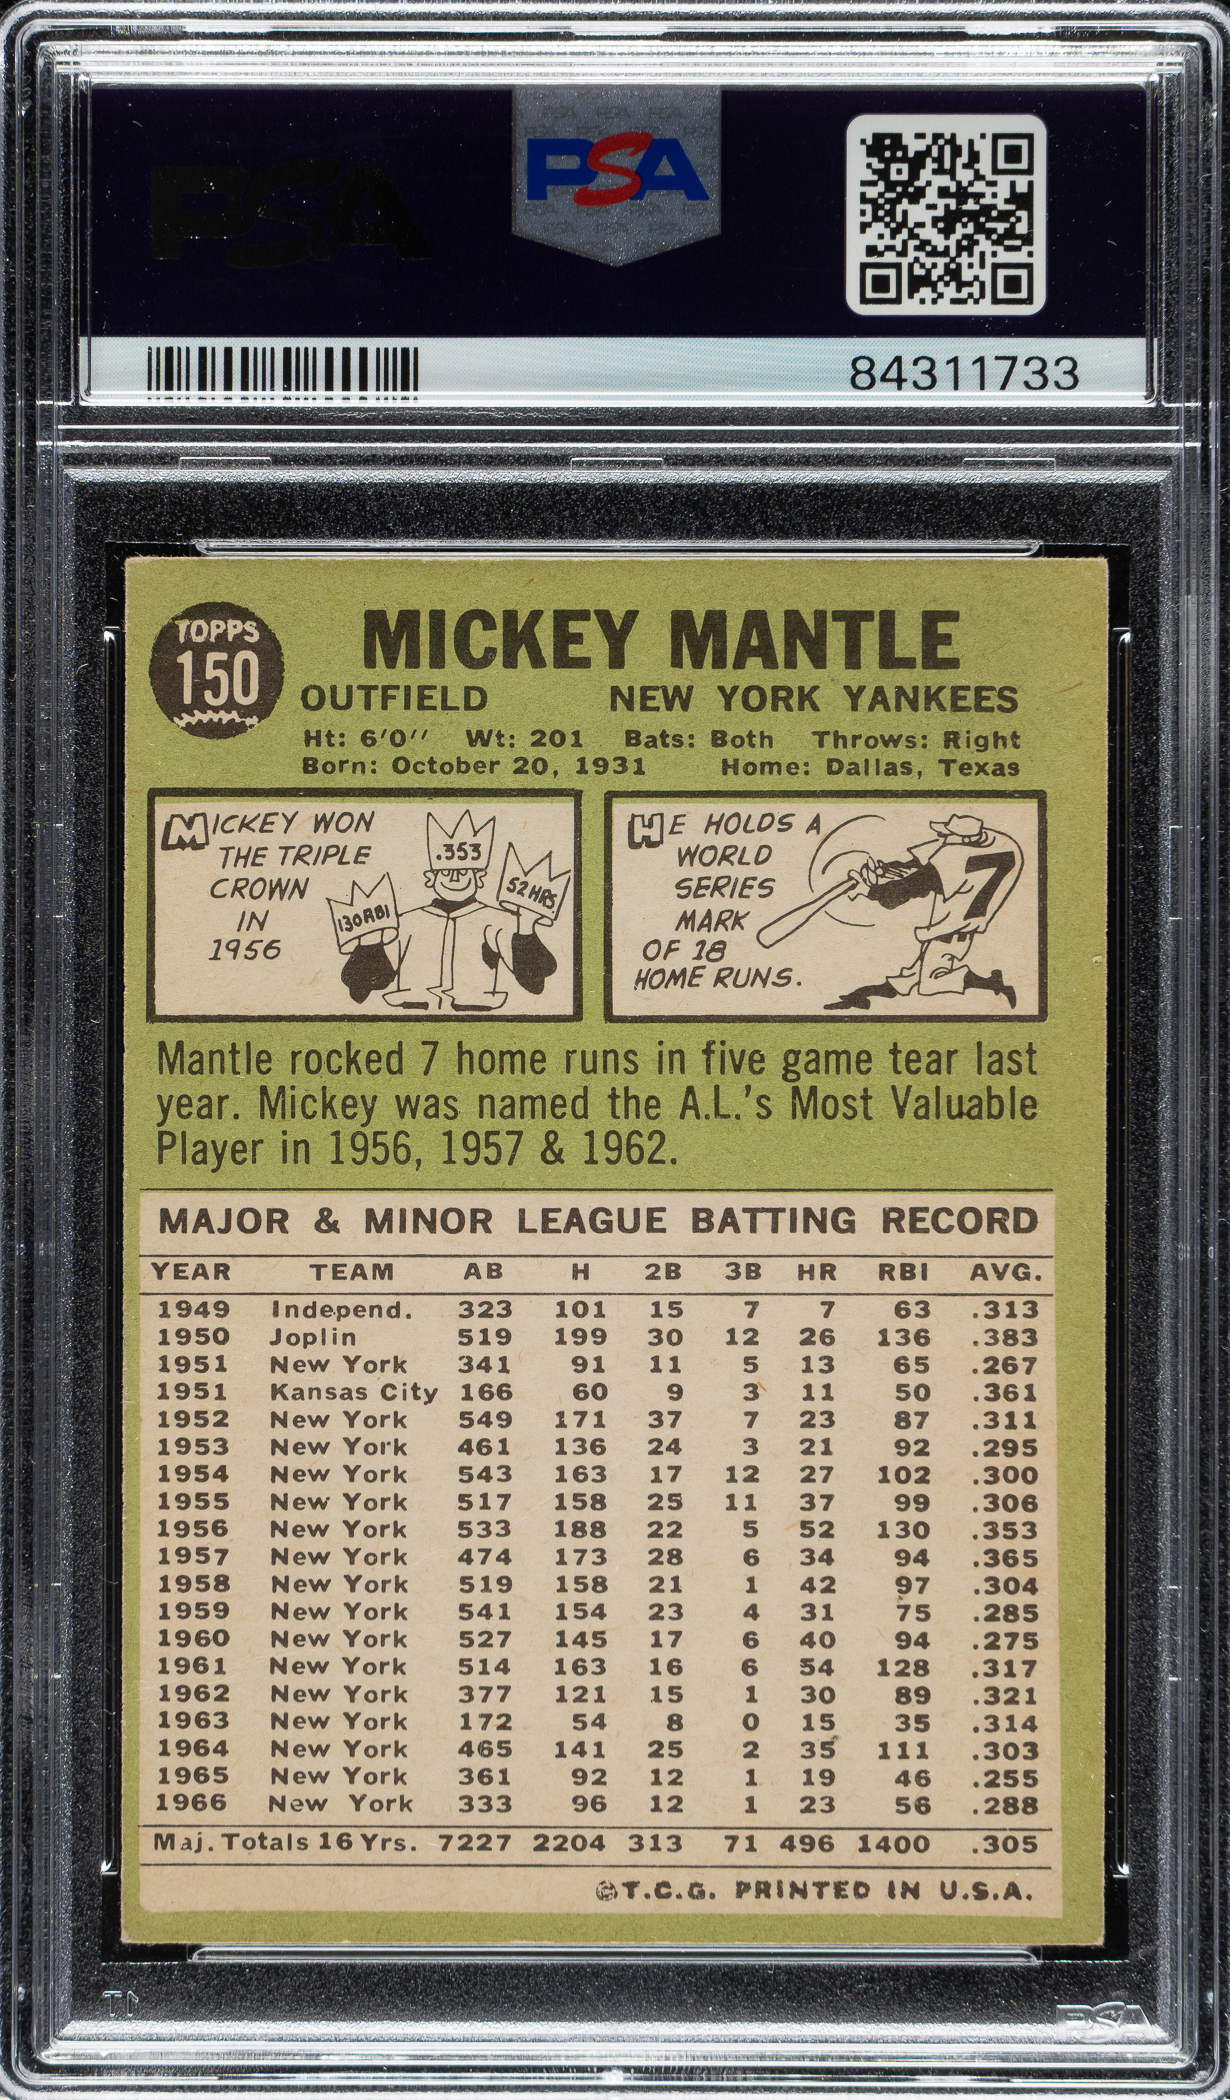 PSA
PSA
84311733
TOPPS
150
MICKEY MANTLE
OUTFIELD NEW YORK YANKEES
Ht: 6'0'' Wt: 201 Bats: Both Throws: Right
Born: October 20, 1931 Home: Dallas, Texas
MICKEY WON
THE TRIPLE
CROWN
IN
1956
.353
130 RBI
52 HRS.
HE HOLDS A
WORLD
SERIES
MARK
OF 18
HOME RUNS.
7
Mantle rocked 7 home runs in five game tear last
year. Mickey was named the A.L.'s Most Valuable
Player in 1956, 1957 & 1962.
MAJOR & MINOR LEAGUE BATTING RECORD
YEAR TEAM AB H 2B 3B HR RBI AVG.
1949 Independ. 323 101 15 7 7 63 .313
1950 Joplin 519 199 30 12 26 136 .383
1951 New York 341 91 11 5 13 65 .267
1951 Kansas City 166 60 9 3 11 50 .361
1952 New York 549 171 37 7 23 87 .311
1953 New York 461 136 24 3 21 92 .295
1954 New York 543 163 17 12 27 102 .300
1955 New York 517 158 25 11 37 99 .306
1956 New York 533 188 22 5 52 130 .353
1957 New York 474 173 28 6 34 94 .365
1958 New York 519 158 21 1 42 97 .304
1959 New York 541 154 23 4 31 75 .285
1960 New York 527 145 17 6 40 94 .275
1961 New York 514 163 16 6 54 128 .317
1962 New York 377 121 15 1 30 89 .321
1963 New York 172 54 8 0 15 35 .314
1964 New York 465 141 25 2 35 111 .303
1965 New York 361 92 12 1 19 46 .255
1966 New York 333 96 12 1 23 56 .288
Maj. Totals 16 Yrs. 7227 2204 313 71 496 1400 .305
©T.C.G. PRINTED IN U.S.A.
PSA